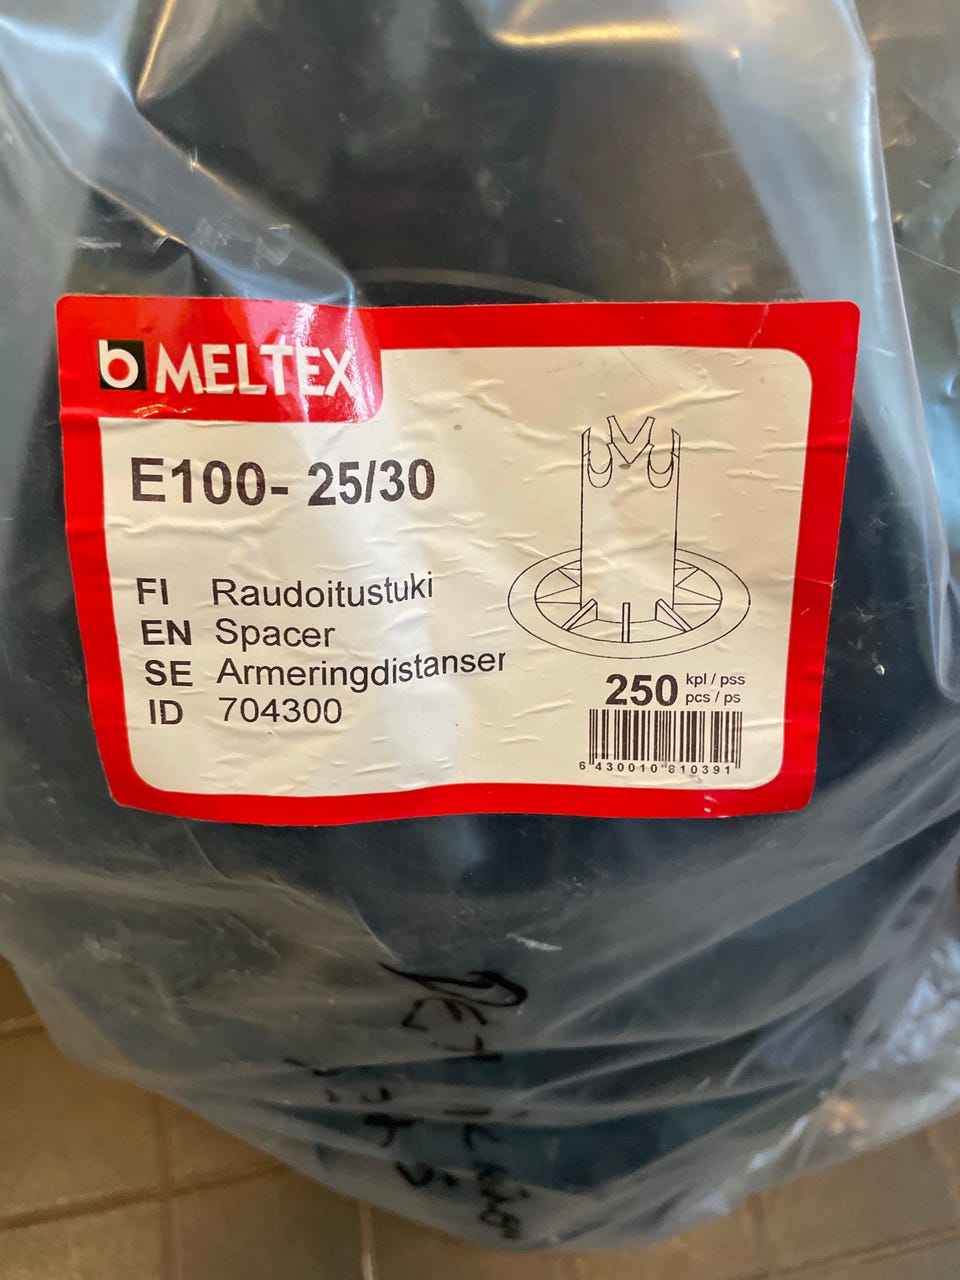 b MELTEX
E100- 25/30
FI Raudoitustuki
EN Spacer
SE Armeringdistanser
ID 704300
250 kpl / pss
pcs / ps
6 430010 810391